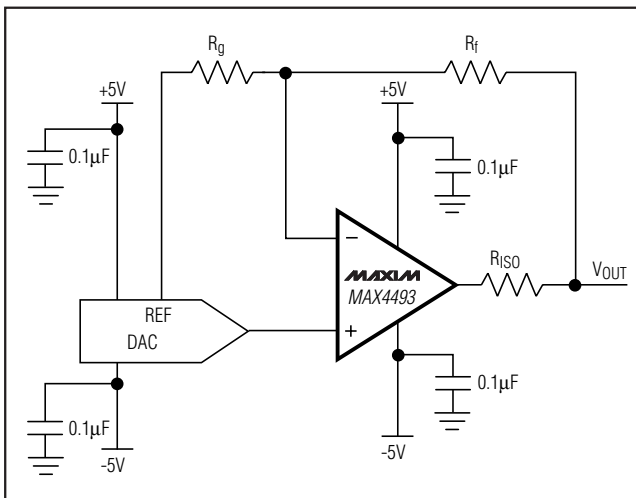 Rg
Rf
+5V
+5V
0.1μF
0.1μF
−
MAXIM
MAX4493
RISO
VOUT
REF
DAC
+
0.1μF
0.1μF
-5V
-5V